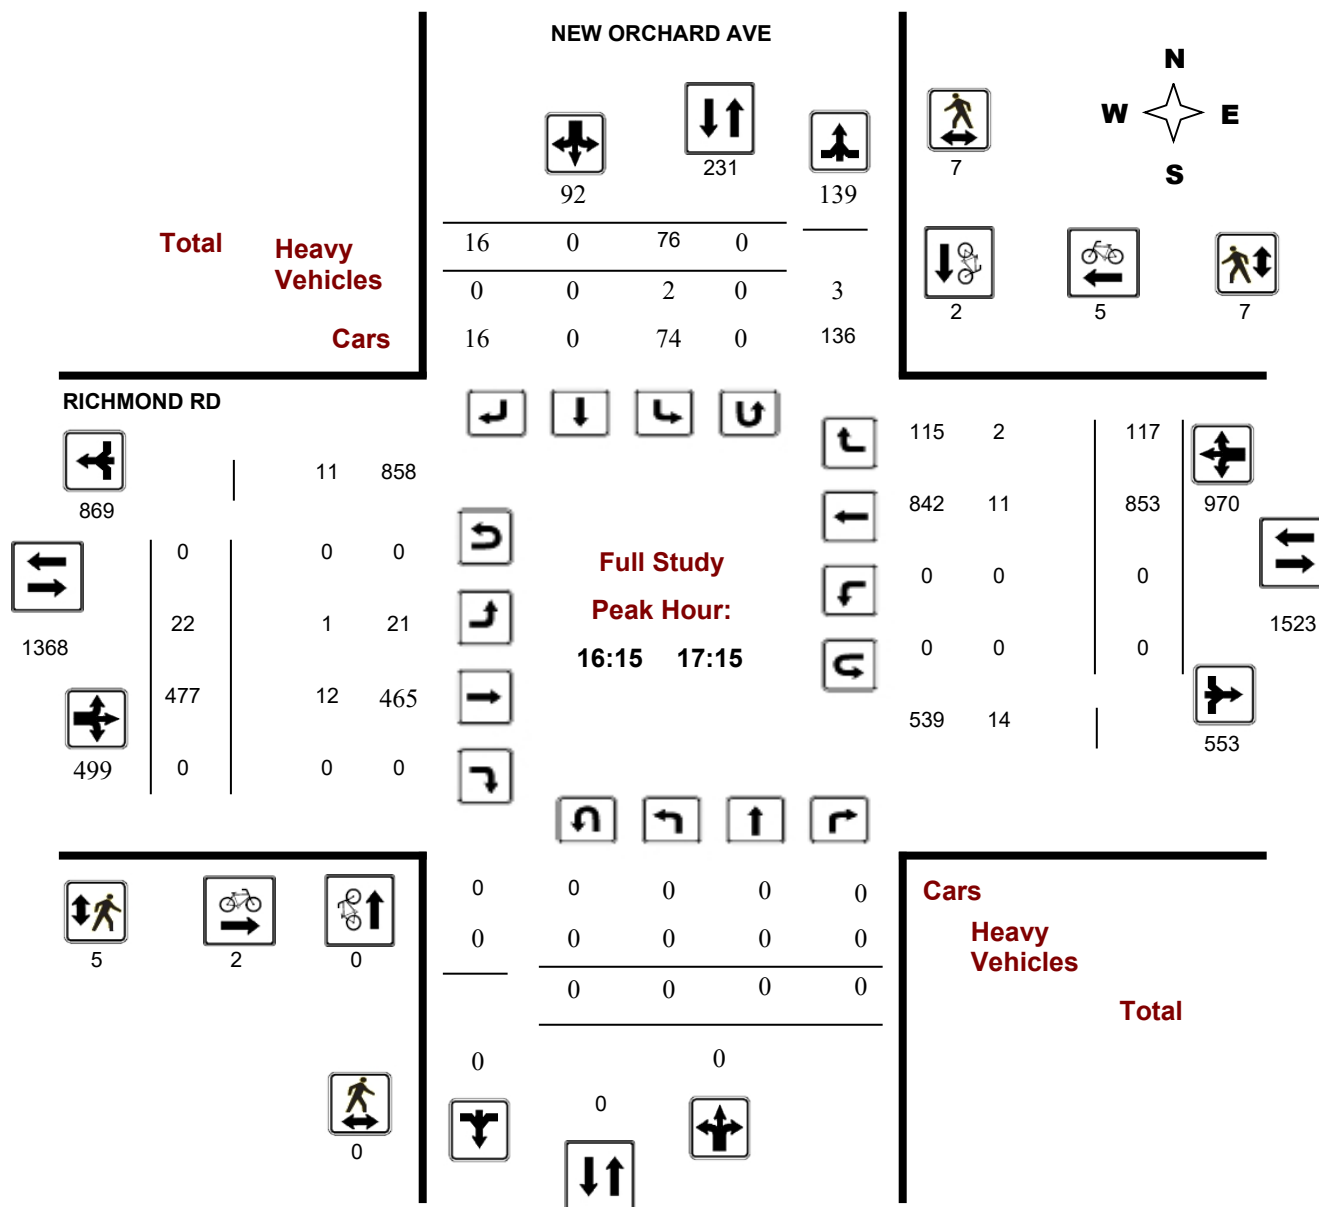 NEW ORCHARD AVE
N
W E
S
231
7
92 139
Total Heavy Vehicles
16 0 76 0
0 0 2 0 3
2 5 7
Cars 16 0 74 0 136
RICHMOND RD
115 2 117
11 858
869
842 11 853 970
0 0 0
Full Study
0 0 0
Peak Hour:
22 1 21
1523
1368
16:15 17:15
0 0 0
477 12 465
539 14
553
499 0 0 0
0 0 0 0 0
Cars
0 0 0 0 0
Heavy Vehicles
5 2 0
0 0 0 0
Total
0 0
0
0